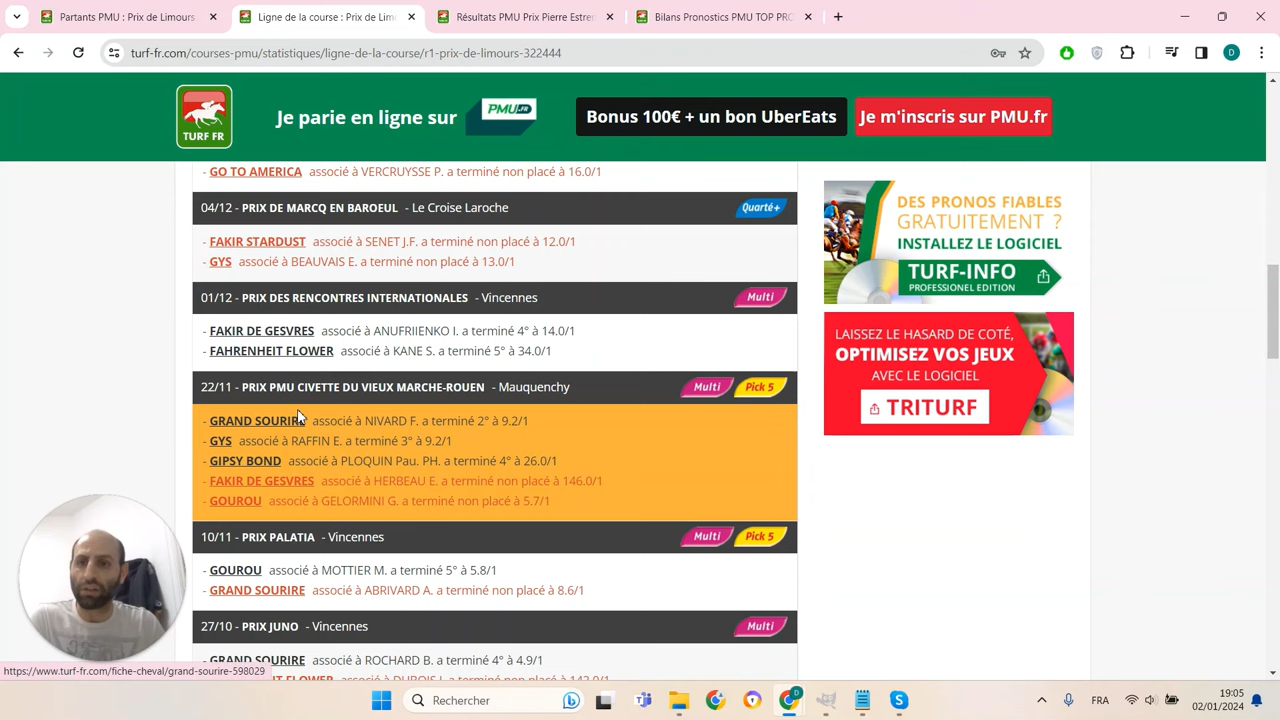 Partants PMU : Prix de Limours
Ligne de la course : Prix de Lim
Résultats PMU Prix Pierre Estre
Bilans Pronostics PMU TOP PR
turf-fr.com/courses-pmu/statistiques/ligne-de-la-course/r1-prix-de-limours-322444
D
TURF FR
Je parie en ligne sur
PMU.FR
Bonus 100€ + un bon UberEats
Je m'inscris sur PMU.fr
- GO TO AMERICA associé à VERCRUYSSE P. a terminé non placé à 16.0/1
04/12 - PRIX DE MARCQ EN BAROEUL - Le Croise Laroche Quarté+
- FAKIR STARDUST associé à SENET J.F. a terminé non placé à 12.0/1
- GYS associé à BEAUVAIS E. a terminé non placé à 13.0/1
01/12 - PRIX DES RENCONTRES INTERNATIONALES - Vincennes Multi
- FAKIR DE GESVRES associé à ANUFRIIENKO I. a terminé 4° à 14.0/1
- FAHRENHEIT FLOWER associé à KANE S. a terminé 5° à 34.0/1
22/11 - PRIX PMU CIVETTE DU VIEUX MARCHE-ROUEN - Mauquenchy Multi Pick 5
- GRAND SOURIRE associé à NIVARD F. a terminé 2° à 9.2/1
- GYS associé à RAFFIN E. a terminé 3° à 9.2/1
- GIPSY BOND associé à PLOQUIN Pau. PH. a terminé 4° à 26.0/1
- FAKIR DE GESVRES associé à HERBEAU E. a terminé non placé à 146.0/1
- GOUROU associé à GELORMINI G. a terminé non placé à 5.7/1
10/11 - PRIX PALATIA - Vincennes Multi Pick 5
- GOUROU associé à MOTTIER M. a terminé 5° à 5.8/1
- GRAND SOURIRE associé à ABRIVARD A. a terminé non placé à 8.6/1
27/10 - PRIX JUNO - Vincennes Multi
- GRAND SOURIRE associé à ROCHARD B. a terminé 4° à 4.9/1
DES PRONOS FIABLES
GRATUITEMENT ?
INSTALLEZ LE LOGICIEL
TURF-INFO
PROFESSIONEL EDITION
LAISSEZ LE HASARD DE COTÉ,
OPTIMISEZ VOS JEUX
AVEC LE LOGICIEL
TRITURF
https://www.turf-fr.com/fiche-cheval/grand-sourire-598029
Rechercher
FRA
19:05
02/01/2024